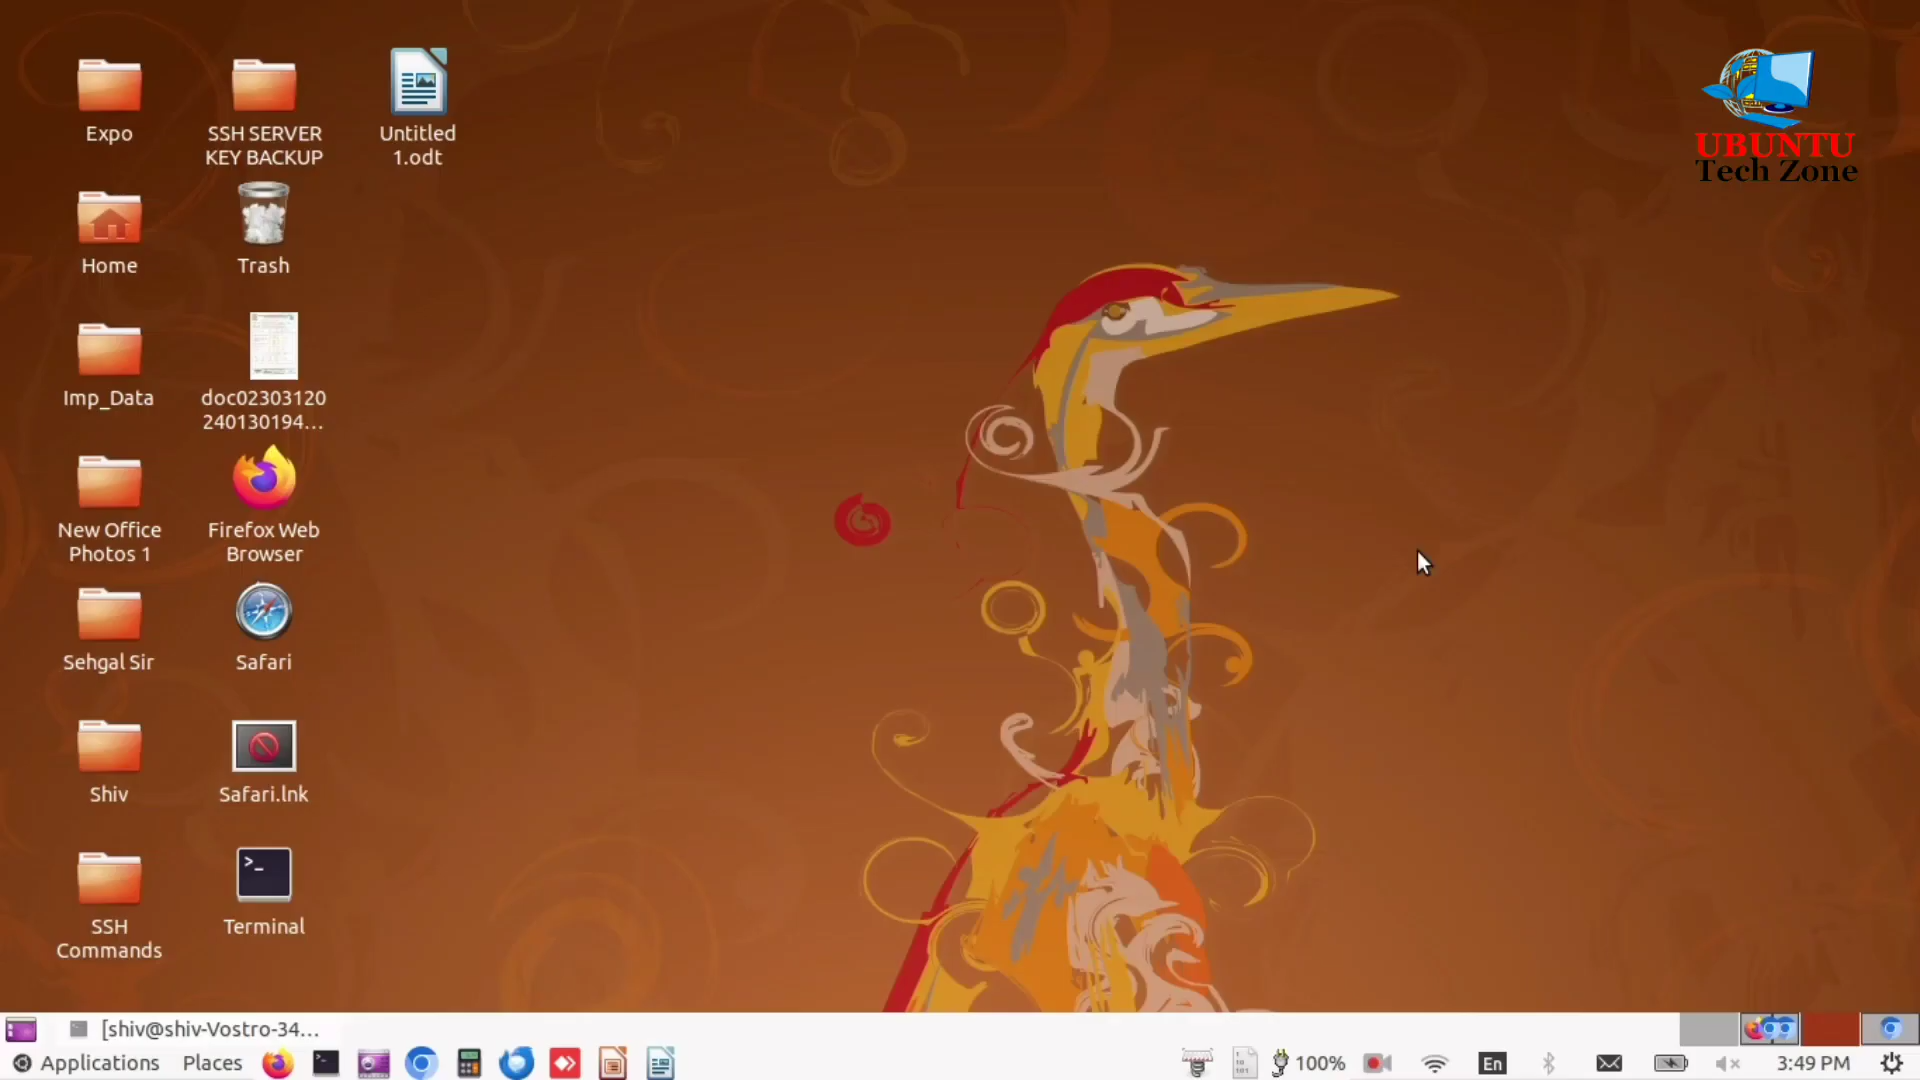 Expo
SSH SERVER
KEY BACKUP
Untitled
1.odt
UBUNTU
Tech Zone
Home
Trash
Imp_Data
doc02303120
240130194...
New Office
Photos 1
Firefox Web
Browser
Sehgal Sir
Safari
Shiv
Safari.lnk
SSH
Commands
Terminal
[shiv@shiv-Vostro-34...
Applications
Places
100%
En
3:49 PM